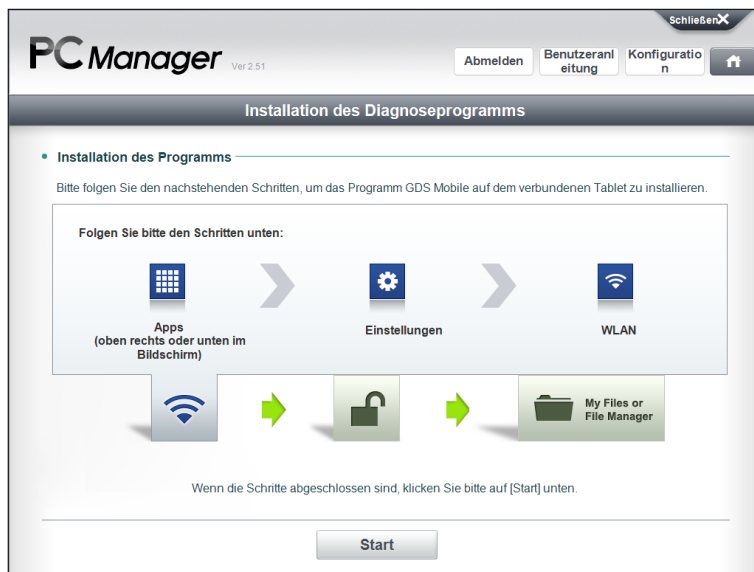 Schließen
PC Manager Ver 2.51
Abmelden
Benutzeranl
eitung
Konfiguratio
n
Installation des Diagnoseprogramms
Installation des Programms
Bitte folgen Sie den nachstehenden Schritten, um das Programm GDS Mobile auf dem verbundenen Tablet zu installieren.
Folgen Sie bitte den Schritten unten:
Apps
(oben rechts oder unten im
Bildschirm)
Einstellungen
WLAN
My Files or
File Manager
Wenn die Schritte abgeschlossen sind, klicken Sie bitte auf [Start] unten.
Start